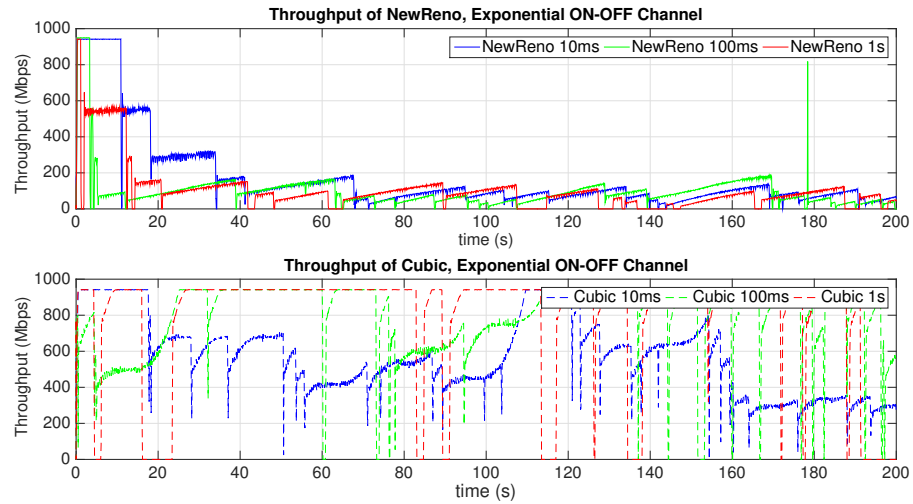 Throughput of NewReno, Exponential ON-OFF Channel
NewReno 10ms NewReno 100ms NewReno 1s
Throughput (Mbps)
1000
800
600
400
200
0
0 20 40 60 80 100 120 140 160 180 200
time (s)
Throughput of Cubic, Exponential ON-OFF Channel
Cubic 10ms Cubic 100ms Cubic 1s
Throughput (Mbps)
1000
800
600
400
200
0
0 20 40 60 80 100 120 140 160 180 200
time (s)